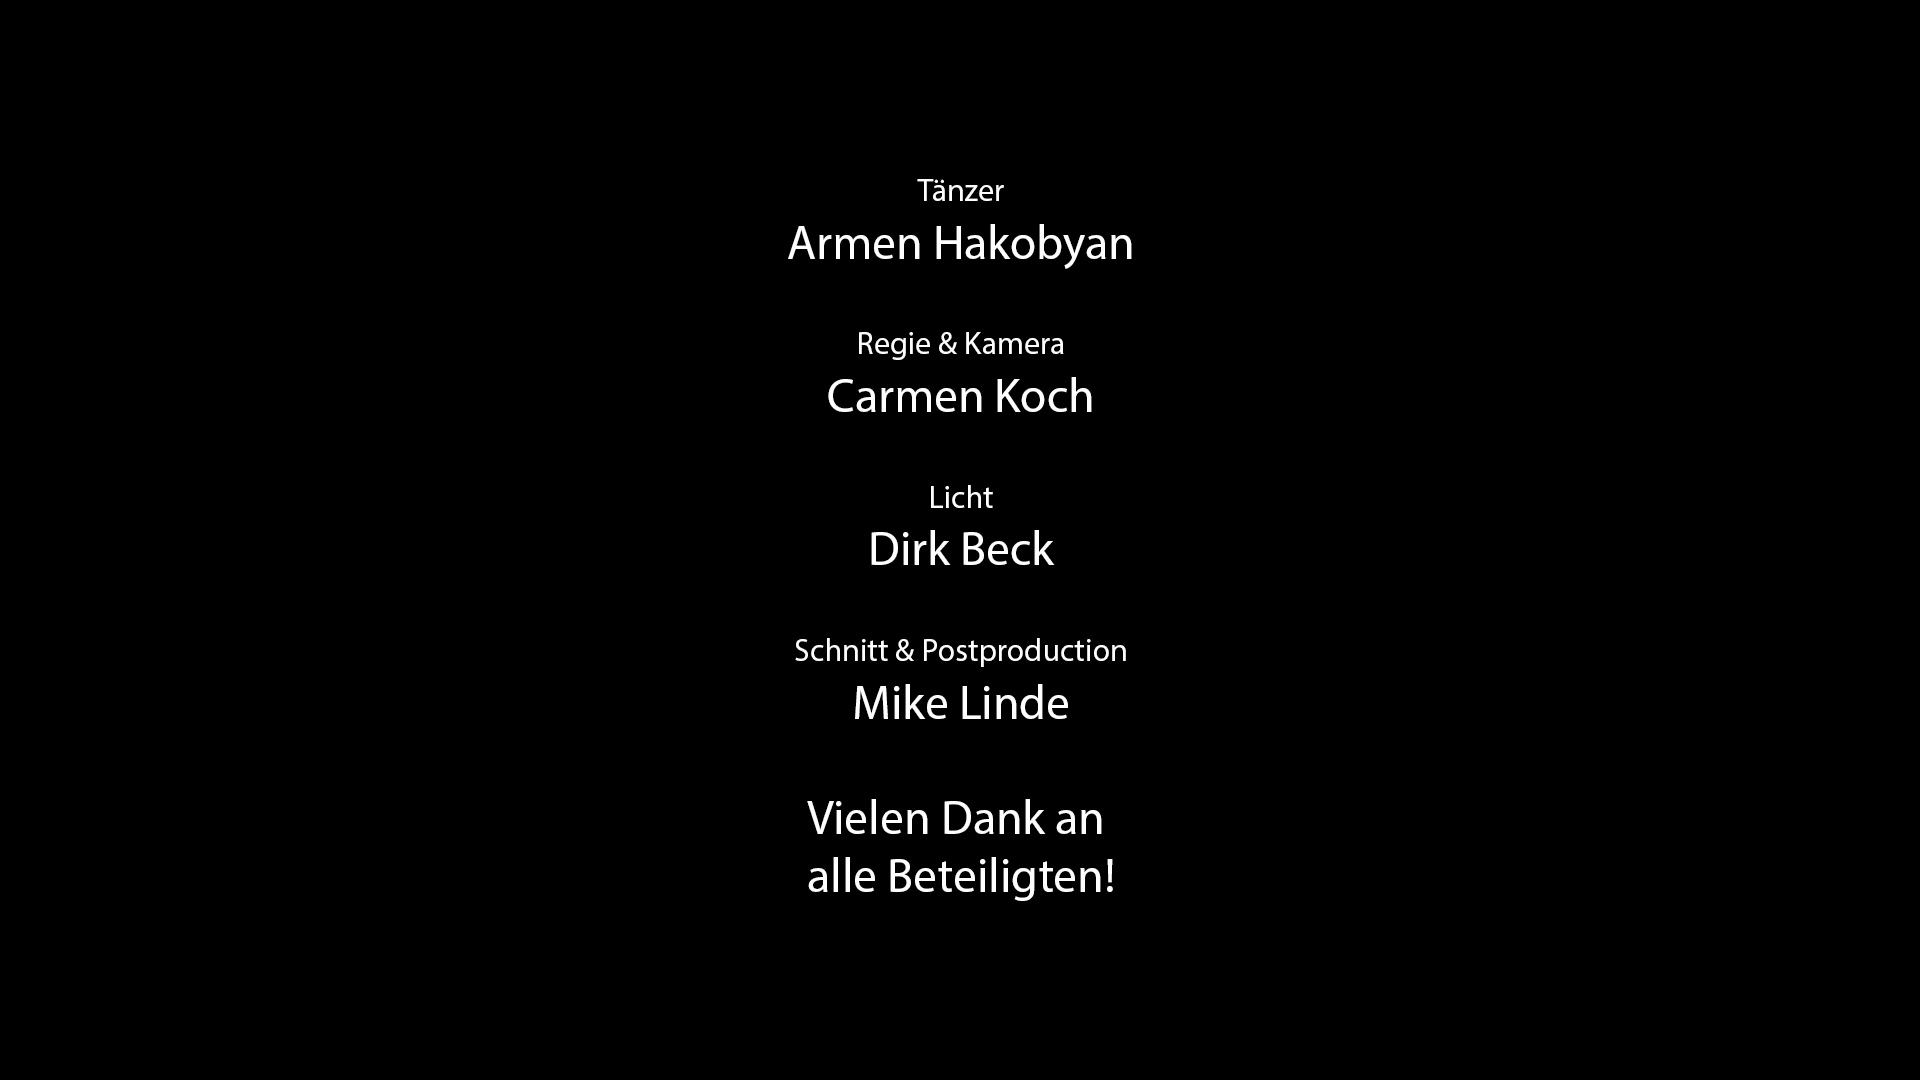 Tänzer
Armen Hakobyan
Regie & Kamera
Carmen Koch
Licht
Dirk Beck
Schnitt & Postproduction
Mike Linde
Vielen Dank an
alle Beteiligten!